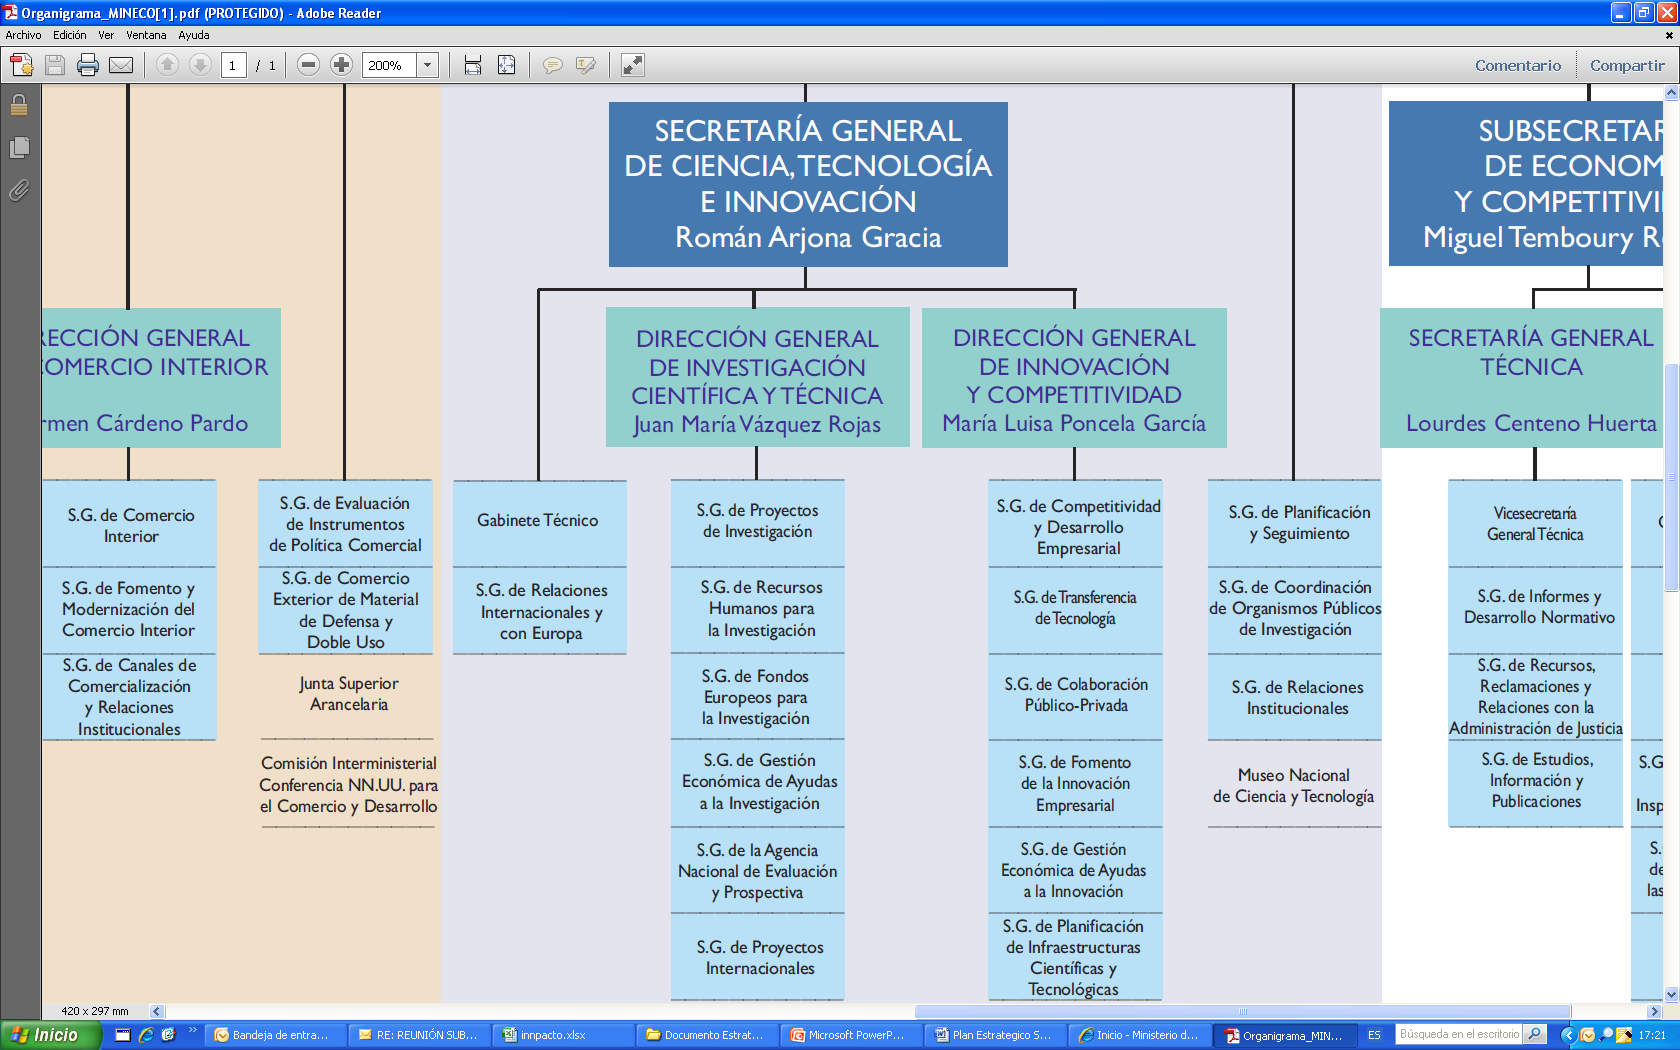 Organigrama_MINECO[1].pdf (PROTEGIDO) - Adobe Reader
Archivo Edición Ver Ventana Ayuda
1 / 1 200% Comentario Compartir
SECRETARÍA GENERAL
DE CIENCIA, TECNOLOGÍA
E INNOVACIÓN
Román Arjona Gracia
SUBSECRETAR
DE ECONOM
Y COMPETITIVI
Miguel Temboury R
RECCIÓN GENERAL
COMERCIO INTERIOR
rmen Cárdeno Pardo
DIRECCIÓN GENERAL
DE INVESTIGACIÓN
CIENTÍFICA Y TÉCNICA
Juan María Vázquez Rojas
DIRECCIÓN GENERAL
DE INNOVACIÓN
Y COMPETITIVIDAD
María Luisa Poncela García
SECRETARÍA GENERAL
TÉCNICA
Lourdes Centeno Huerta
S.G. de Comercio
Interior
S.G. de Fomento y
Modernización del
Comercio Interior
S.G. de Canales de
Comercialización
y Relaciones
Institucionales
S.G. de Evaluación
de Instrumentos
de Política Comercial
S.G. de Comercio
Exterior de Material
de Defensa y
Doble Uso
Junta Superior
Arancelaria
Comisión Interministerial
Conferencia NN.UU. para
el Comercio y Desarrollo
Gabinete Técnico
S.G. de Relaciones
Internacionales y
con Europa
S.G. de Proyectos
de Investigación
S.G. de Recursos
Humanos para
la Investigación
S.G. de Fondos
Europeos para
la Investigación
S.G. de Gestión
Económica de Ayudas
a la Investigación
S.G. de la Agencia
Nacional de Evaluación
y Prospectiva
S.G. de Proyectos
Internacionales
S.G. de Competitividad
y Desarrollo
Empresarial
S.G. de Transferencia
de Tecnología
S.G. de Colaboración
Público-Privada
S.G. de Fomento
de la Innovación
Empresarial
S.G. de Gestión
Económica de Ayudas
a la Innovación
S.G. de Planificación
de Infraestructuras
Científicas y
Tecnológicas
S.G. de Planificación
y Seguimiento
S.G. de Coordinación
de Organismos Públicos
de Investigación
S.G. de Relaciones
Institucionales
Museo Nacional
de Ciencia y Tecnología
Vicesecretaría
General Técnica
S.G. de Informes y
Desarrollo Normativo
S.G. de Recursos,
Reclamaciones y
Relaciones con la
Administración de Justicia
S.G. de Estudios,
Información y
Publicaciones
S.G
Insp
S.
de
las
420 x 297 mm
Inicio Bandeja de entra... RE: REUNIÓN SUB... innpacto.xlsx Documento Estrat... Microsoft PowerP... Plan Estrategico S... Inicio - Ministerio d... Organigrama_MIN... ES Búsqueda en el escritorio 17:21